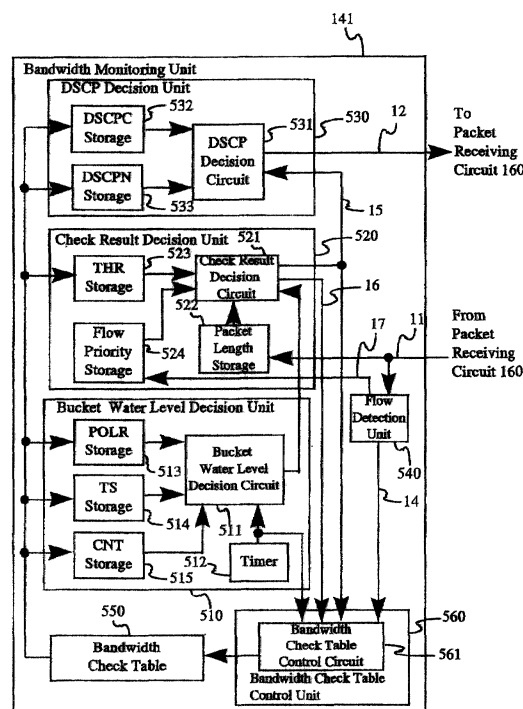 141
Bandwidth Monitoring Unit
DSCP Decision Unit
532
DSCPC
Storage
531
530
12
To
Packet
Receiving
Circuit 160
DSCP
Decision
Circuit
DSCPN
Storage
533
15
Check Result Decision Unit
521
520
523
THR
Storage
Check Result
Decision
Circuit
16
522
Flow
Priority
Storage
524
Packet
Length
Storage
17
11
From
Packet
Receiving
Circuit 160
Flow
Detection
Unit
540
Bucket Water Level Decision Unit
POLR
Storage
513
Bucket
Water Level
Decision Circuit
TS
Storage
514
511
14
CNT
Storage
515
512
Timer
510
550
560
Bandwidth
Check Table
Bandwidth
Check Table
Control Circuit
561
Bandwidth Check Table
Control Unit